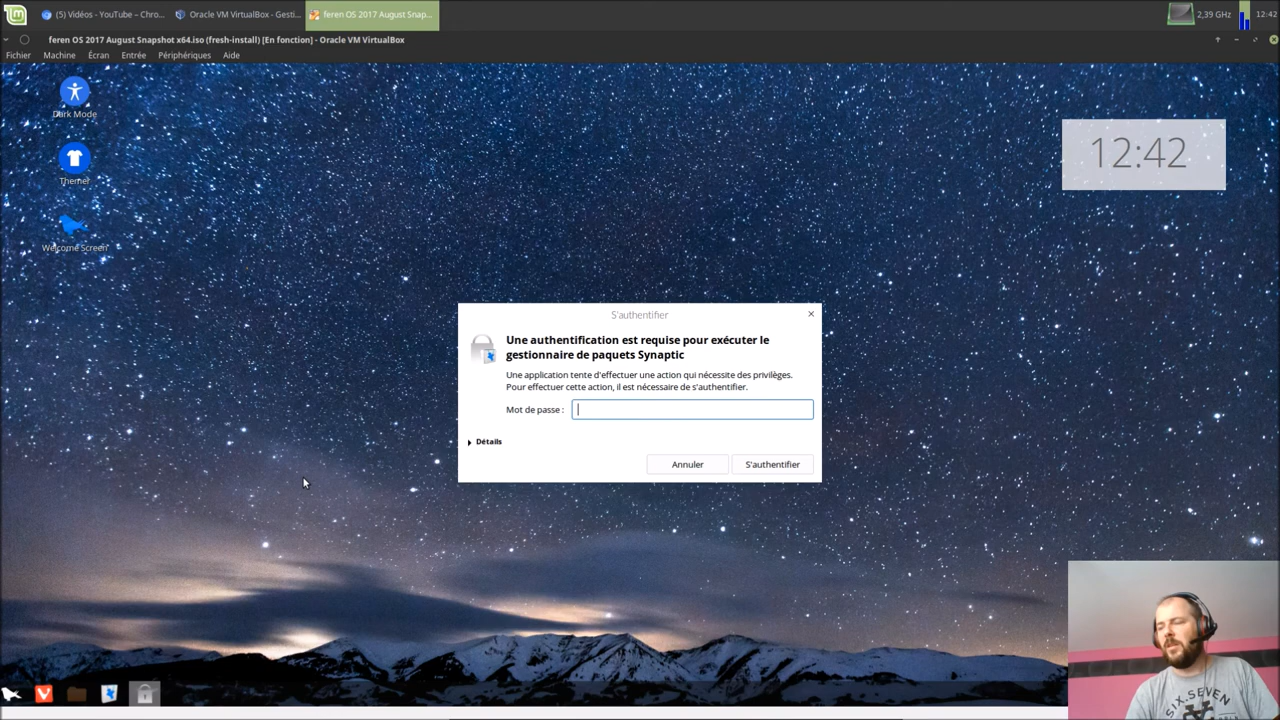 (5) Vidéos - YouTube – Chro...
Oracle VM VirtualBox - Gesti...
feren OS 2017 August Snap...
2,39 GHz
12:42
feren OS 2017 August Snapshot x64.iso (fresh-install) [En fonction] - Oracle VM VirtualBox
Fichier Machine Écran Entrée Périphériques Aide
Dark Mode
12:42
Themer
Welcome Screen
S'authentifier
Une authentification est requise pour exécuter le
gestionnaire de paquets Synaptic
Une application tente d'effectuer une action qui nécessite des privilèges.
Pour effectuer cette action, il est nécessaire de s'authentifier.
Mot de passe :
Détails
Annuler
S'authentifier
SIX.SEVEN